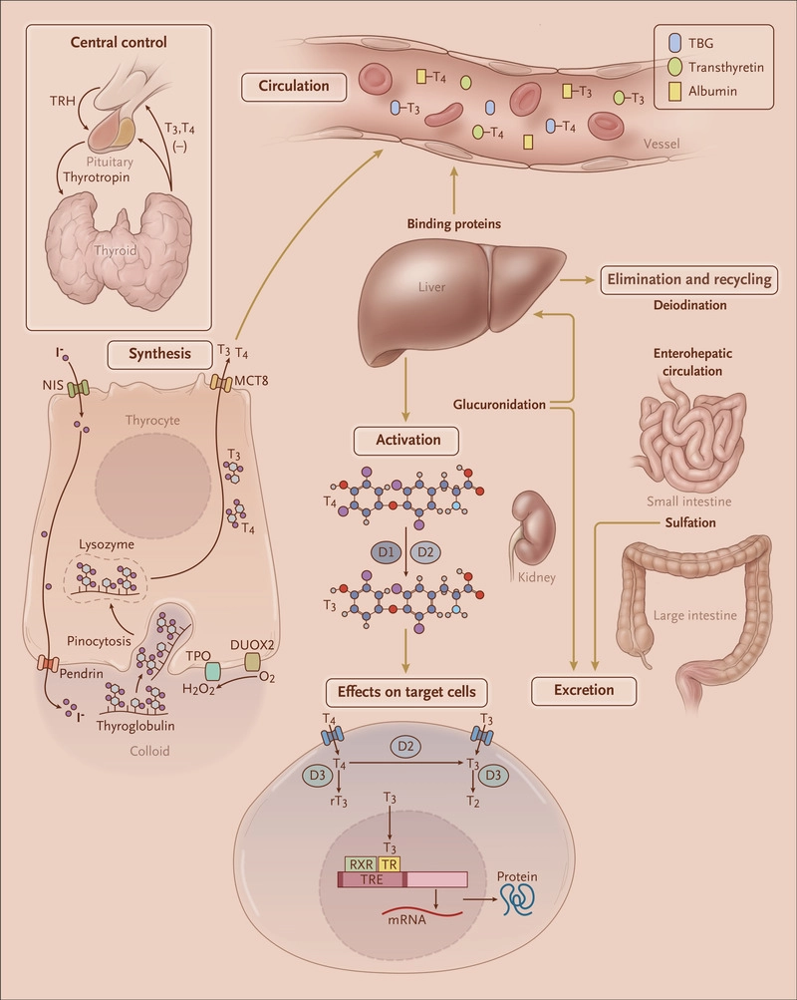 Central control
TRH
T3,T4
(–)
Pituitary
Thyrotropin
Thyroid
Circulation
TBG
Transthyretin
Albumin
T4
T3
T3
T3
T4
T4
Vessel
Binding proteins
Liver
Elimination and recycling
Deiodination
Enterohepatic
circulation
Small intestine
Glucuronidation
Sulfation
Kidney
Large intestine
Excretion
Synthesis
I-
T3 T4
NIS
MCT8
Thyrocyte
T3
T4
Lysozyme
Pinocytosis
TPO
DUOX2
Pendrin
H2O2
O2
I-
Thyroglobulin
Colloid
Activation
T4
D1
D2
T3
Effects on target cells
T4
T3
D2
T4
T3
D3
D3
rT3
T3
T2
T3
RXR
TR
TRE
Protein
mRNA